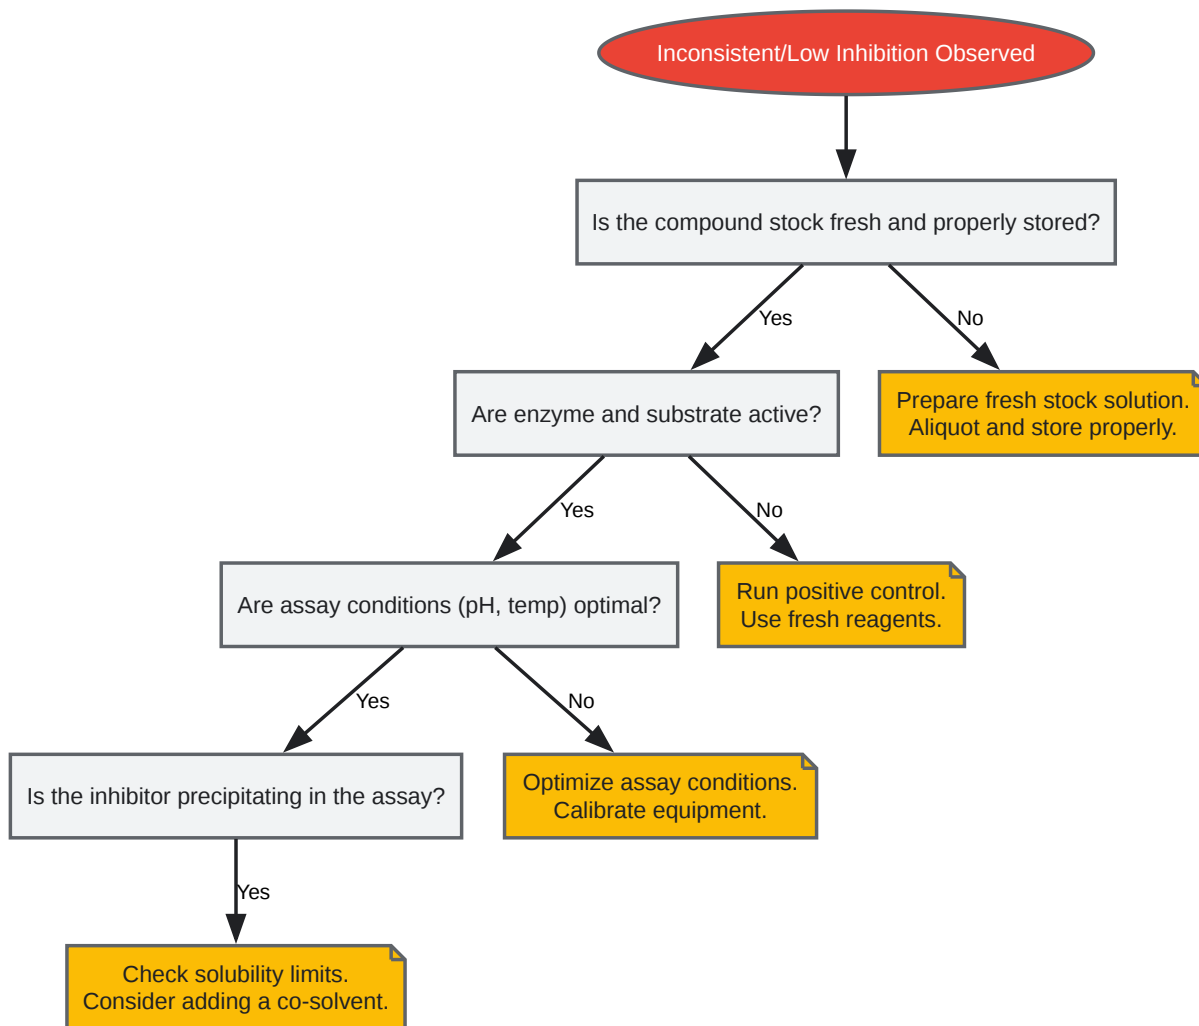 Inconsistent/Low Inhibition Observed
Is the compound stock fresh and properly stored?
Yes
No
Are enzyme and substrate active?
Prepare fresh stock solution.
Aliquot and store properly.
Yes
No
Are assay conditions (pH, temp) optimal?
Run positive control.
Use fresh reagents.
Yes
No
Is the inhibitor precipitating in the assay?
Optimize assay conditions.
Calibrate equipment.
Yes
Check solubility limits.
Consider adding a co-solvent.